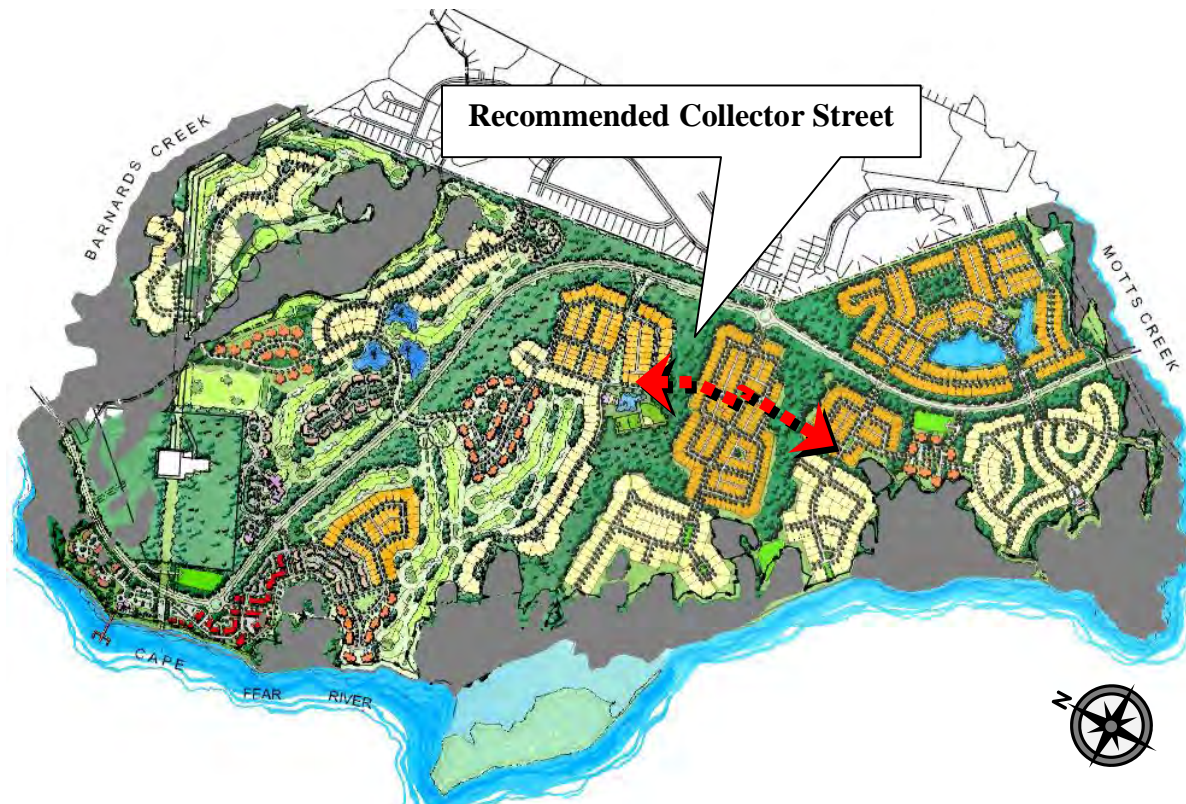 Recommended Collector Street
BARNARDS CREEK
MOTTS CREEK
CAPE
FEAR RIVER
N